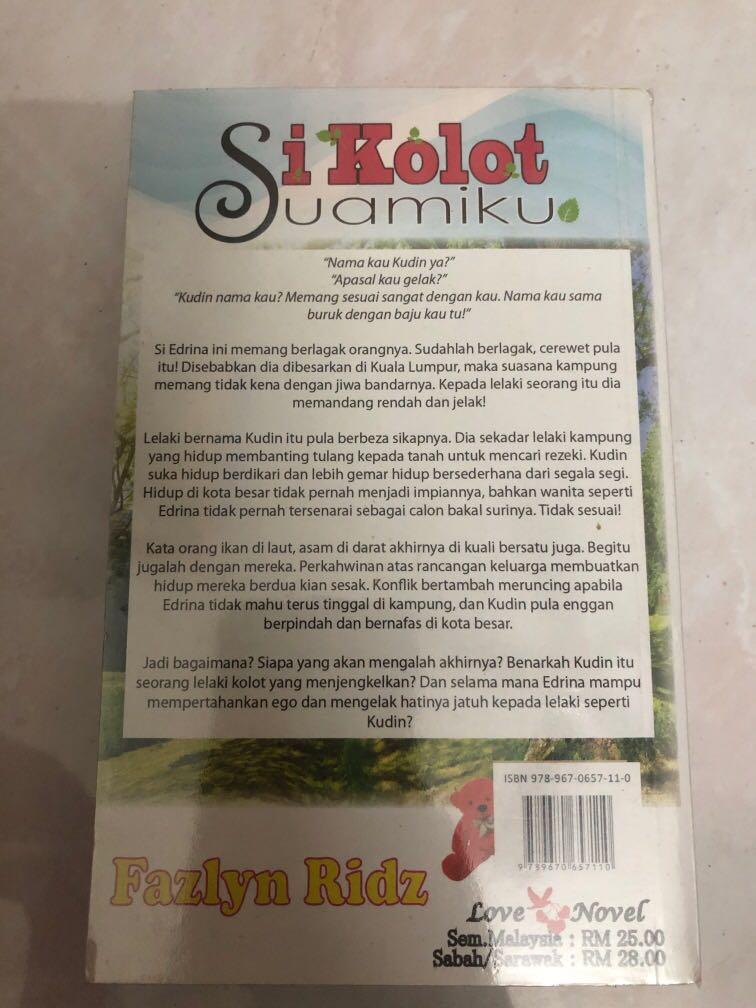 Si Kolot
Suamiku
“Nama kau Kudin ya?”
“Apasal kau gelak?”
“Kudin nama kau? Memang sesuai sangat dengan kau. Nama kau sama
buruk dengan baju kau tu!”
Si Edrina ini memang berlagak orangnya. Sudahlah berlagak, cerewet pula
itu! Disebabkan dia dibesarkan di Kuala Lumpur, maka suasana kampung
memang tidak kena dengan jiwa bandarnya. Kepada lelaki seorang itu dia
memandang rendah dan jelak!
Lelaki bernama Kudin itu pula berbeza sikapnya. Dia sekadar lelaki kampung
yang hidup membanting tulang kepada tanah untuk mencari rezeki. Kudin
suka hidup berdikari dan lebih gemar hidup bersederhana dari segala segi.
Hidup di kota besar tidak pernah menjadi impiannya, bahkan wanita seperti
Edrina tidak pernah tersenarai sebagai calon bakal surinya. Tidak sesuai!
Kata orang ikan di laut, asam di darat akhirnya di kuali bersatu juga. Begitu
jugalah dengan mereka. Perkahwinan atas rancangan keluarga membuatkan
hidup mereka berdua kian sesak. Konflik bertambah meruncing apabila
Edrina tidak mahu terus tinggal di kampung, dan Kudin pula enggan
berpindah dan bernafas di kota besar.
Jadi bagaimana? Siapa yang akan mengalah akhirnya? Benarkah Kudin itu
seorang lelaki kolot yang menjengkelkan? Dan selama mana Edrina mampu
mempertahankan ego dan mengelak hatinya jatuh kepada lelaki seperti
Kudin?
ISBN 978-967-0657-11-0
9 789670 657110
Fazlyn Ridz
Love Novel
Sem.Malaysia : RM 25.00
Sabah/Sarawak : RM 28.00